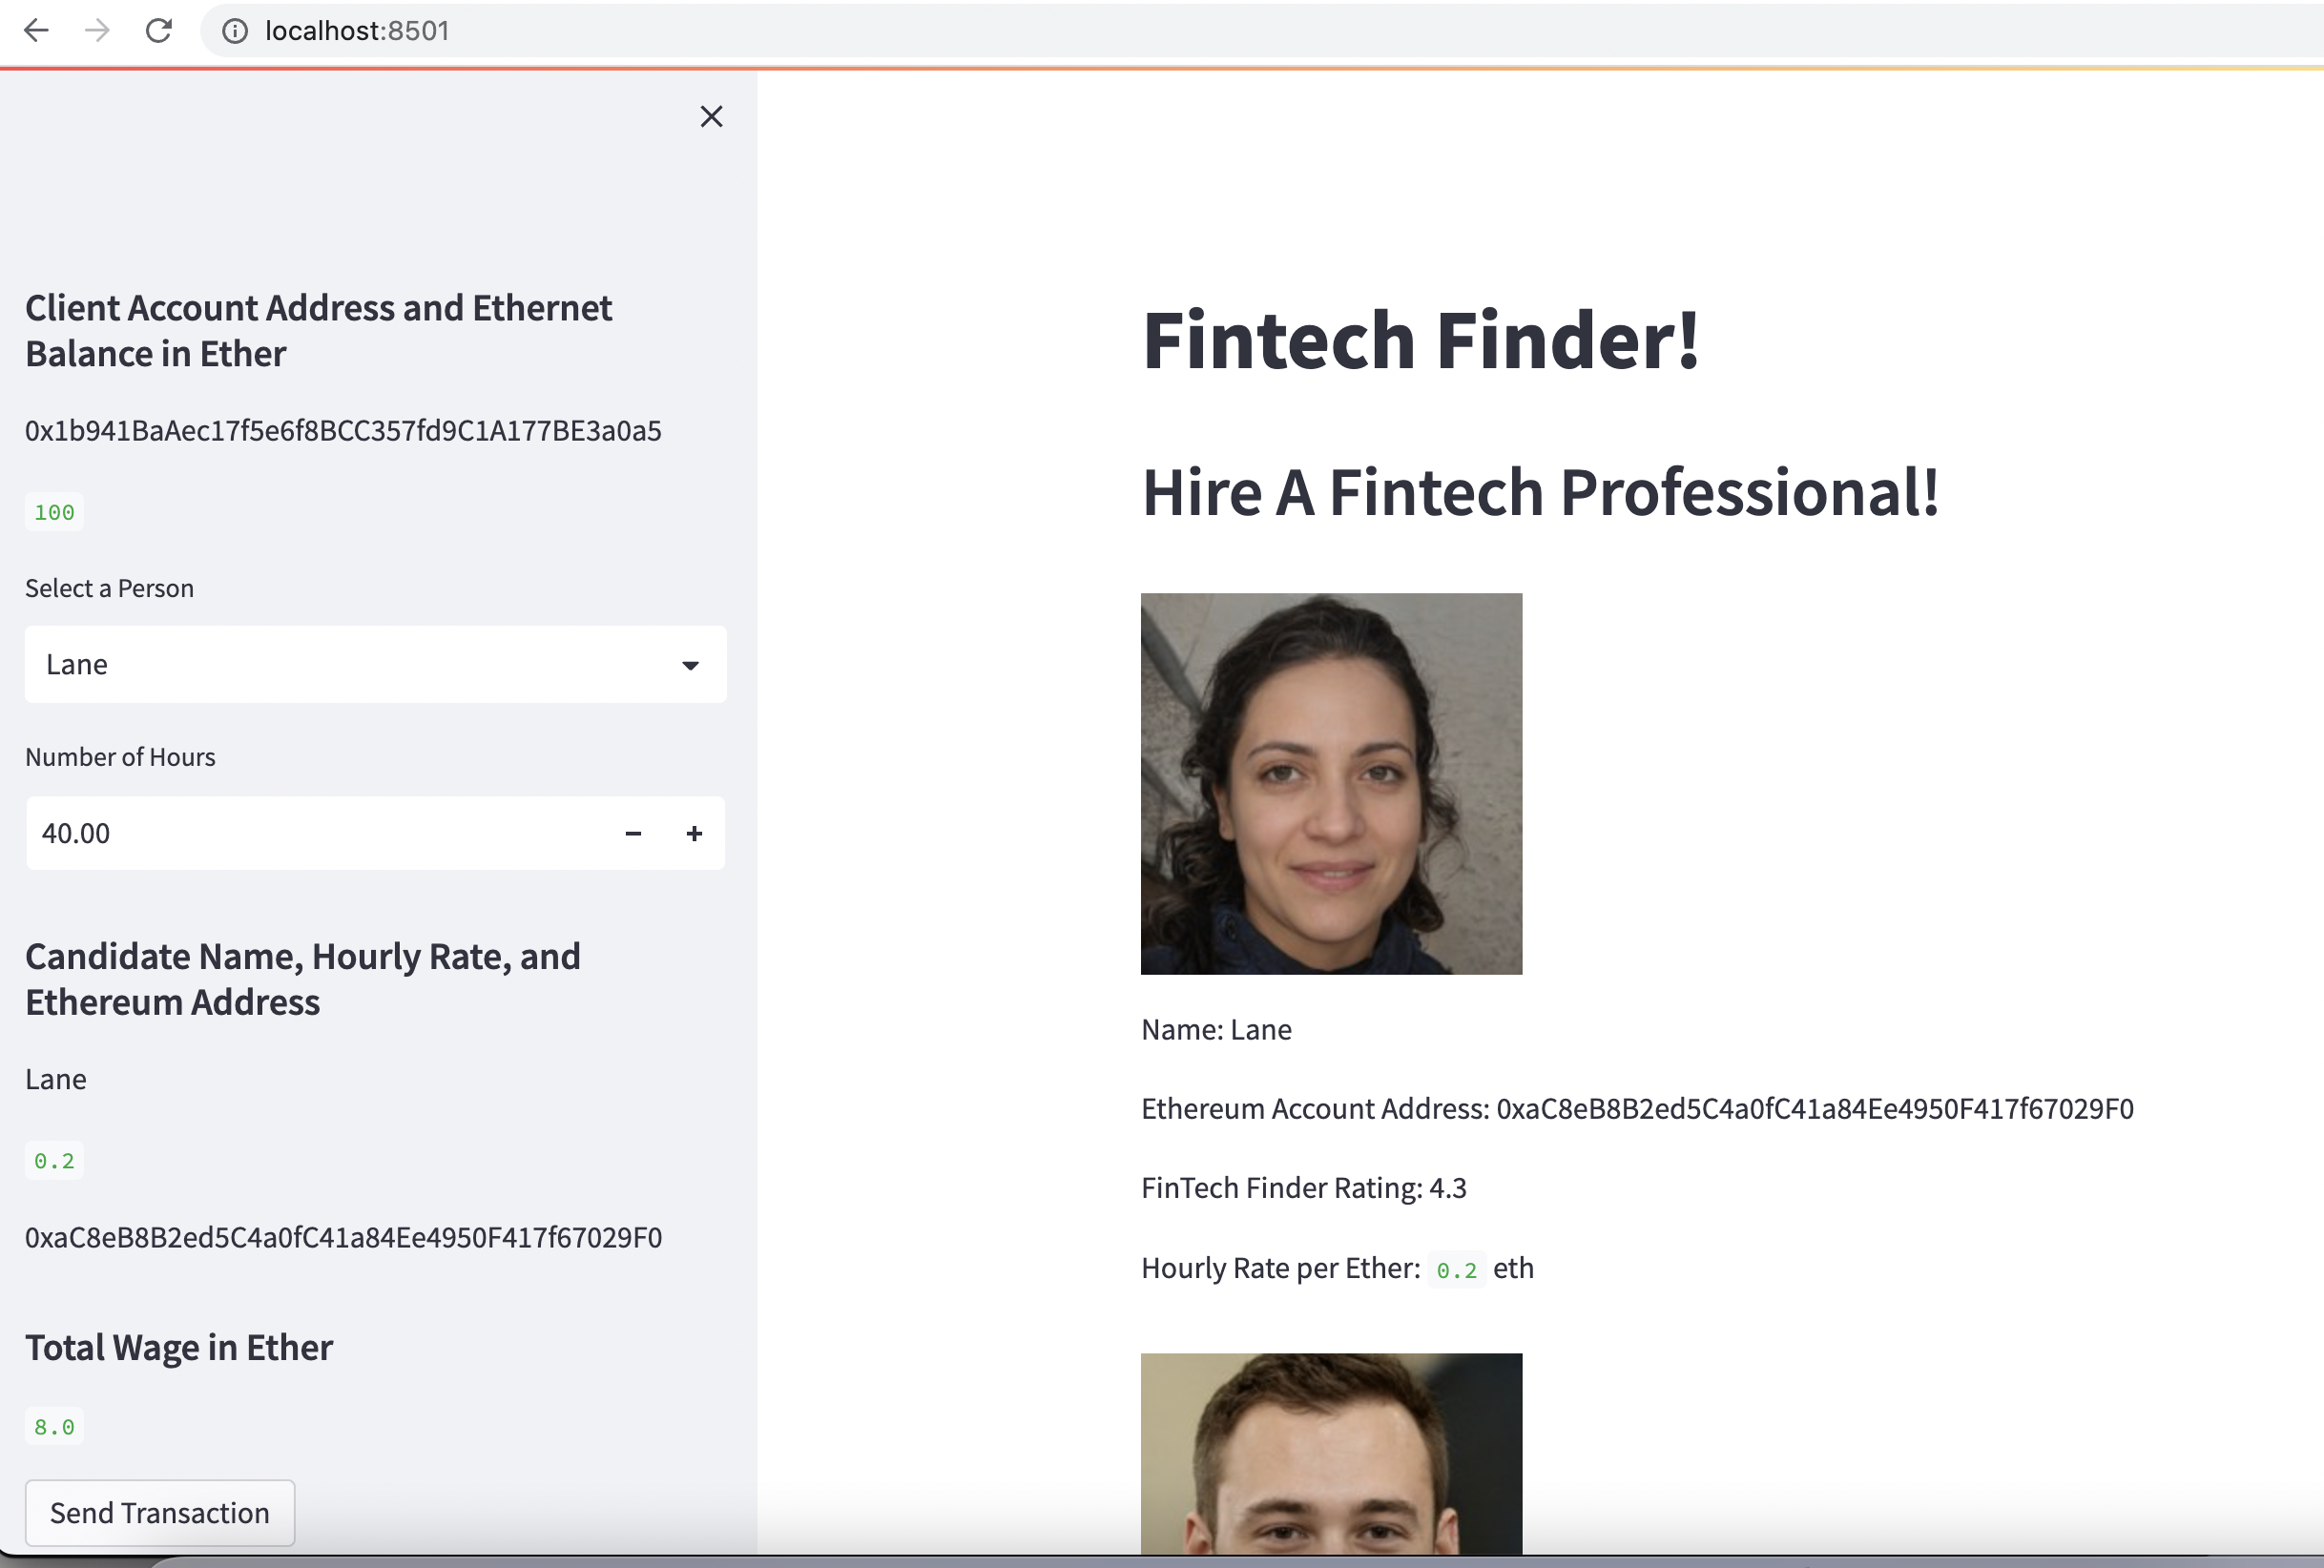 localhost:8501
Client Account Address and Ethernet
Balance in Ether
0x1b941BaAec17f5e6f8BCC357fd9C1A177BE3a0a5
100
Select a Person
Lane
Number of Hours
40.00
Candidate Name, Hourly Rate, and
Ethereum Address
Lane
0.2
0xaC8eB8B2ed5C4a0fC41a84Ee4950F417f67029F0
Total Wage in Ether
8.0
Send Transaction
Fintech Finder!
Hire A Fintech Professional!
Name: Lane
Ethereum Account Address: 0xaC8eB8B2ed5C4a0fC41a84Ee4950F417f67029F0
FinTech Finder Rating: 4.3
Hourly Rate per Ether: 0.2 eth